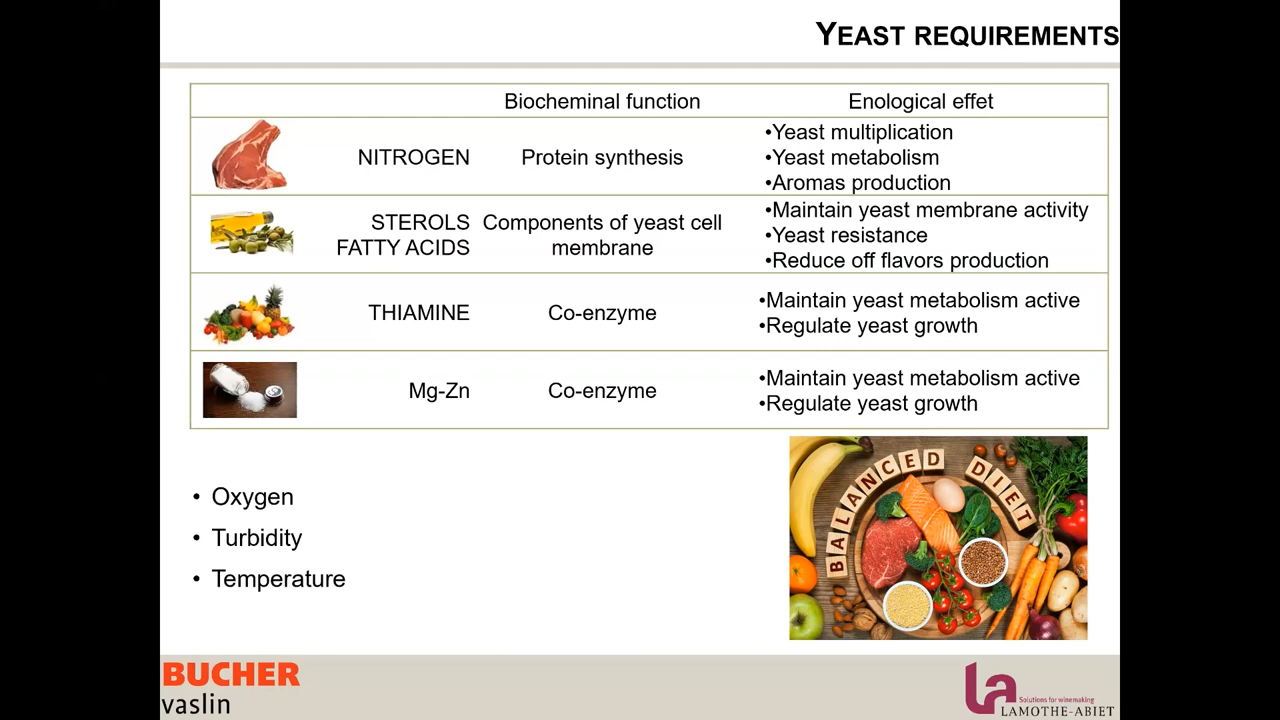 YEAST REQUIREMENTS
Biocheminal function
Enological effet
NITROGEN
Protein synthesis
•Yeast multiplication
•Yeast metabolism
•Aromas production
STEROLS
FATTY ACIDS
Components of yeast cell
membrane
•Maintain yeast membrane activity
•Yeast resistance
•Reduce off flavors production
THIAMINE
Co-enzyme
•Maintain yeast metabolism active
•Regulate yeast growth
Mg-Zn
Co-enzyme
•Maintain yeast metabolism active
•Regulate yeast growth
• Oxygen
• Turbidity
• Temperature
BALANCED DIET
BUCHER
vaslin
La
Solutions for winemaking
LAMOTHE-ABIET